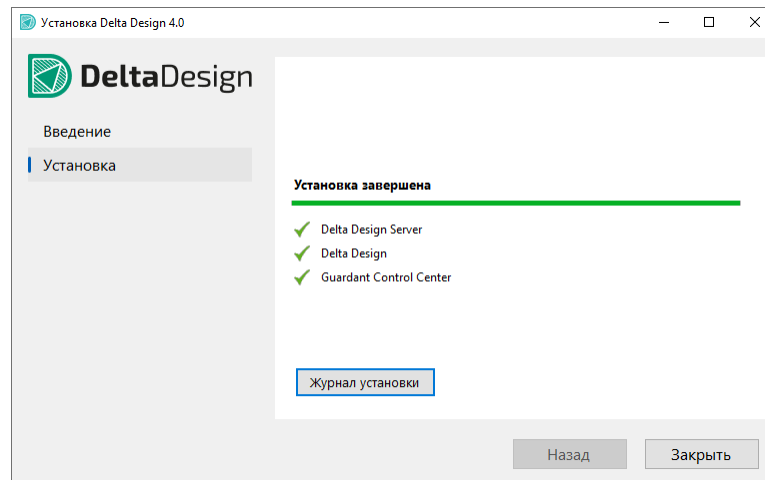 Установка Delta Design 4.0
DeltaDesign
Введение
Установка
Установка завершена
Delta Design Server
Delta Design
Guardant Control Center
Журнал установки
Назад
Закрыть